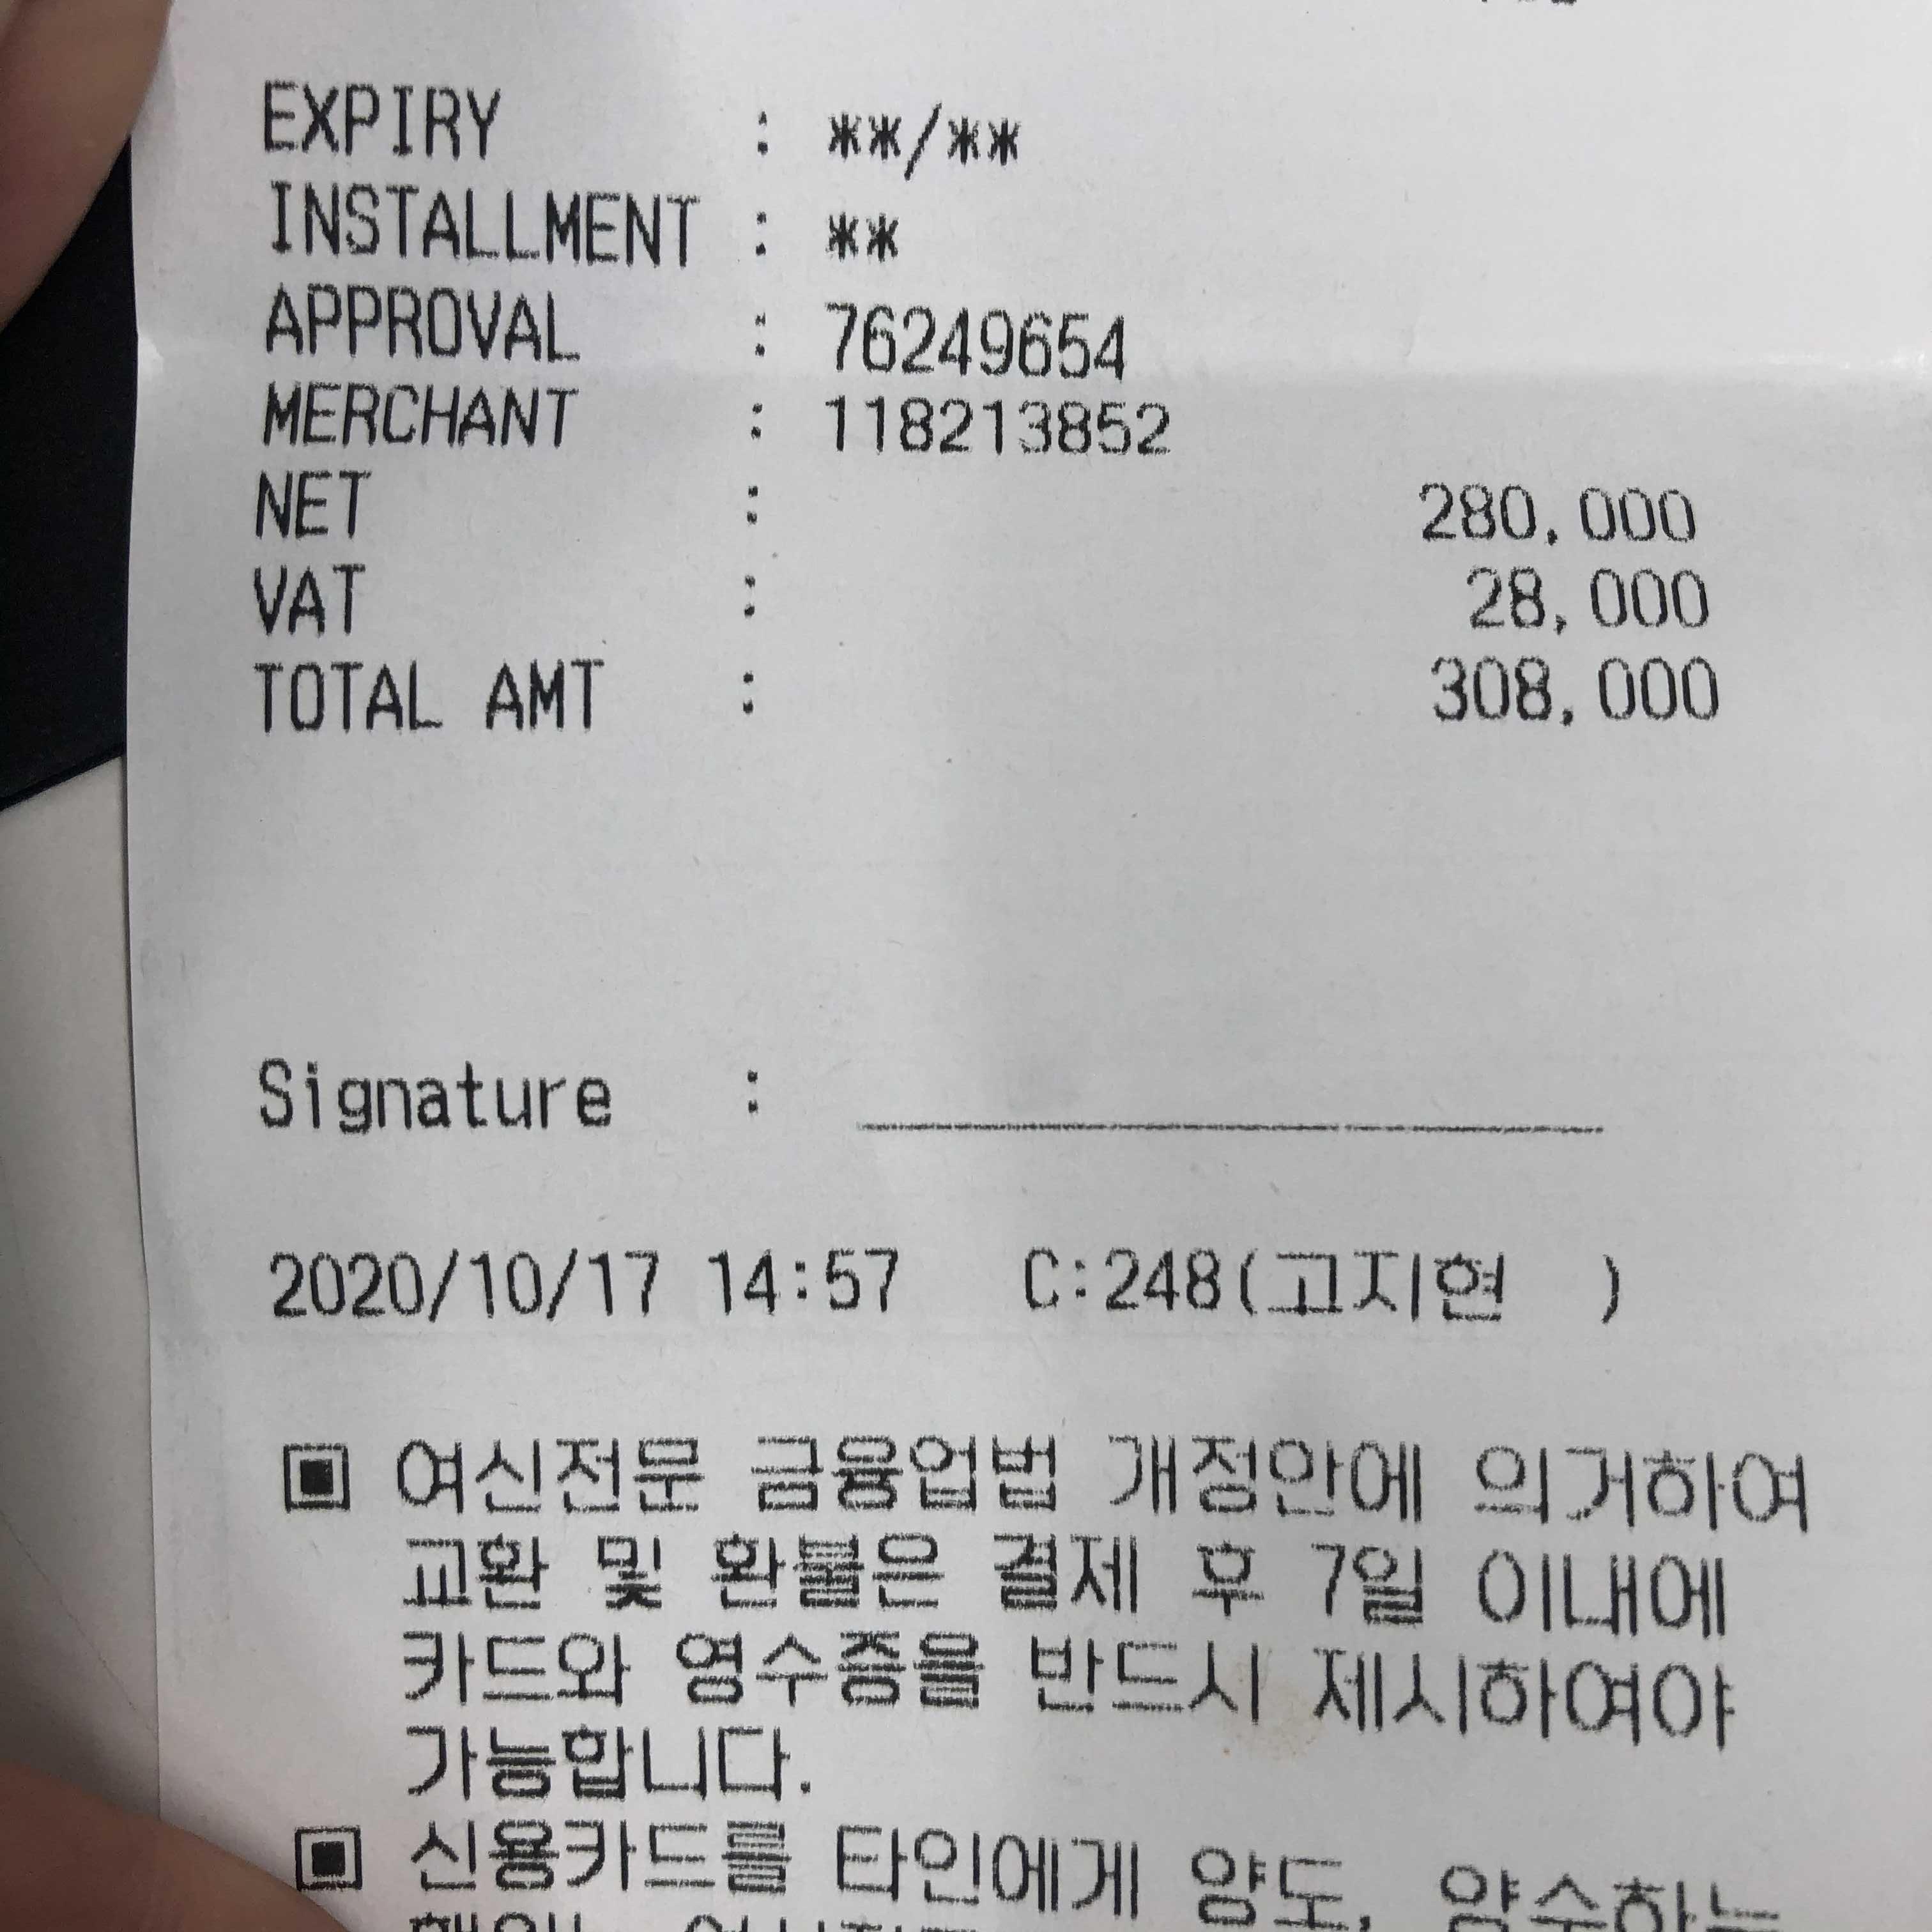 EXPIRY : **/**
INSTALLMENT : **
APPROVAL : 76249654
MERCHANT : 118213852
NET : 280,000
VAT : 28,000
TOTAL AMT : 308,000
Signature :
2020/10/17 14:57 C:248(고지현 )
▣ 여신전문 금융업법 개정안에 의거하여
교환 및 환불은 결제 후 7일 이내에
카드와 영수증을 반드시 제시하여야
가능합니다.
▣ 신용카드를 타인에게 양도, 양수하는